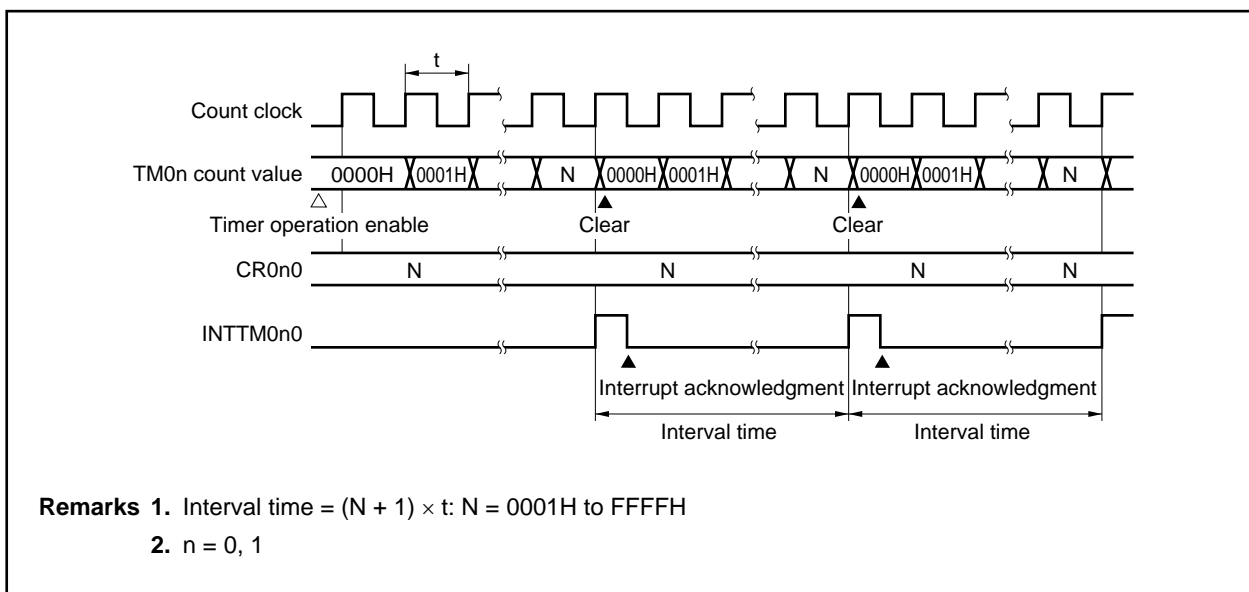 t
Count clock
TM0n count value 0000H 0001H N 0000H 0001H N 0000H 0001H N
Timer operation enable Clear Clear
CR0n0 N N N N
INTTM0n0
Interrupt acknowledgment Interrupt acknowledgment
Interval time Interval time
Remarks 1. Interval time = (N + 1) × t: N = 0001H to FFFFH
2. n = 0, 1